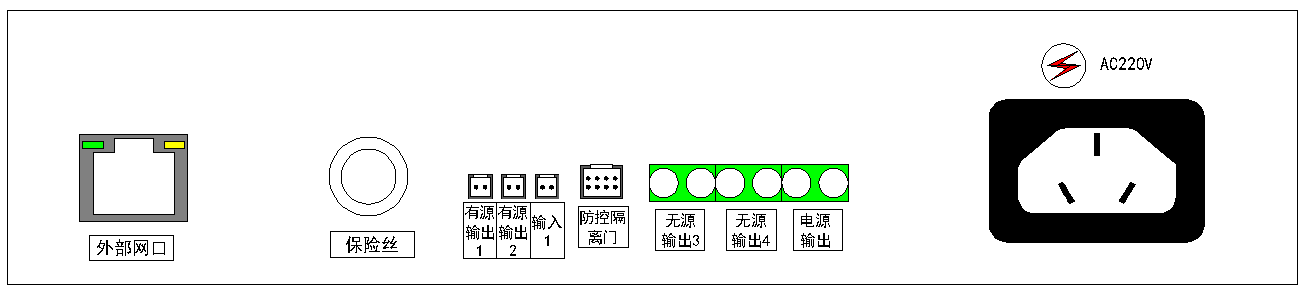 AC220V
外部网口
保险丝
有源
输出
1
有源
输出
2
输入
1
防控隔
离门
无源
输出3
无源
输出4
电源
输出